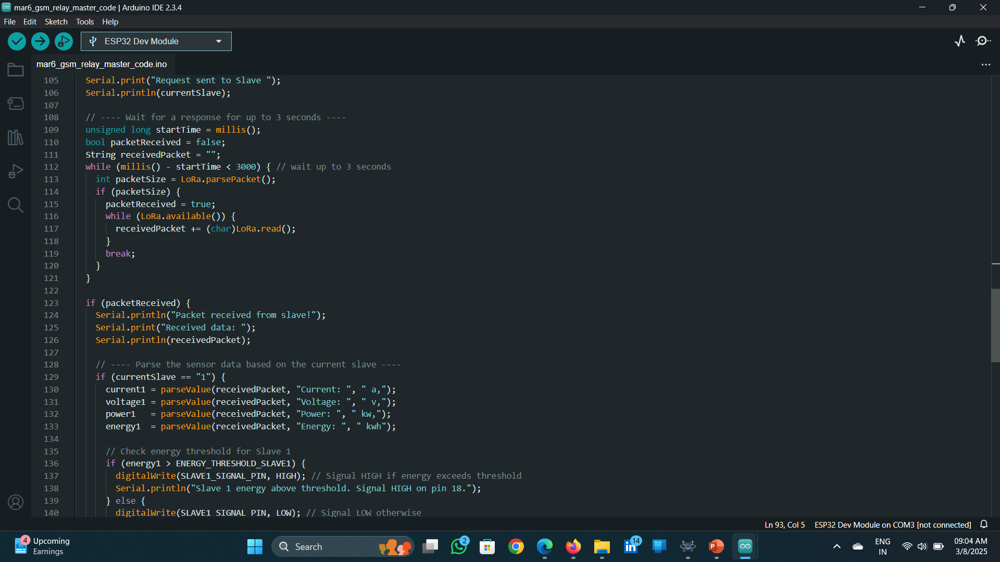 mar6_gsm_relay_master_code | Arduino IDE 2.3.4
File Edit Sketch Tools Help
ESP32 Dev Module
mar6_gsm_relay_master_code.ino
105 Serial.print("Request sent to Slave ");
106 Serial.println(currentSlave);
107
108 // ---- Wait for a response for up to 3 seconds ----
109 unsigned long startTime = millis();
110 bool packetReceived = false;
111 String receivedPacket = "";
112 while (millis() - startTime < 3000) { // wait up to 3 seconds
113 int packetSize = LoRa.parsePacket();
114 if (packetSize) {
115 packetReceived = true;
116 while (LoRa.available()) {
117 receivedPacket += (char)LoRa.read();
118 }
119 break;
120 }
121 }
122
123 if (packetReceived) {
124 Serial.println("Packet received from slave!");
125 Serial.print("Received data: ");
126 Serial.println(receivedPacket);
127
128 // ---- Parse the sensor data based on the current slave ----
129 if (currentSlave == "1") {
130 current1 = parseValue(receivedPacket, "Current: ", " a,");
131 voltage1 = parseValue(receivedPacket, "Voltage: ", " v,");
132 power1 = parseValue(receivedPacket, "Power: ", " kw,");
133 energy1 = parseValue(receivedPacket, "Energy: ", " kwh");
134
135 // Check energy threshold for Slave 1
136 if (energy1 > ENERGY_THRESHOLD_SLAVE1) {
137 digitalWrite(SLAVE1_SIGNAL_PIN, HIGH); // Signal HIGH if energy exceeds threshold
138 Serial.println("Slave 1 energy above threshold. Signal HIGH on pin 18.");
139 } else {
140 digitalWrite(SLAVE1_SIGNAL_PIN, LOW); // Signal LOW otherwise
Ln 93, Col 5 ESP32 Dev Module on COM3 [not connected]
4
Upcoming
Earnings
Search
2
14
ENG
IN
09:04 AM
3/8/2025